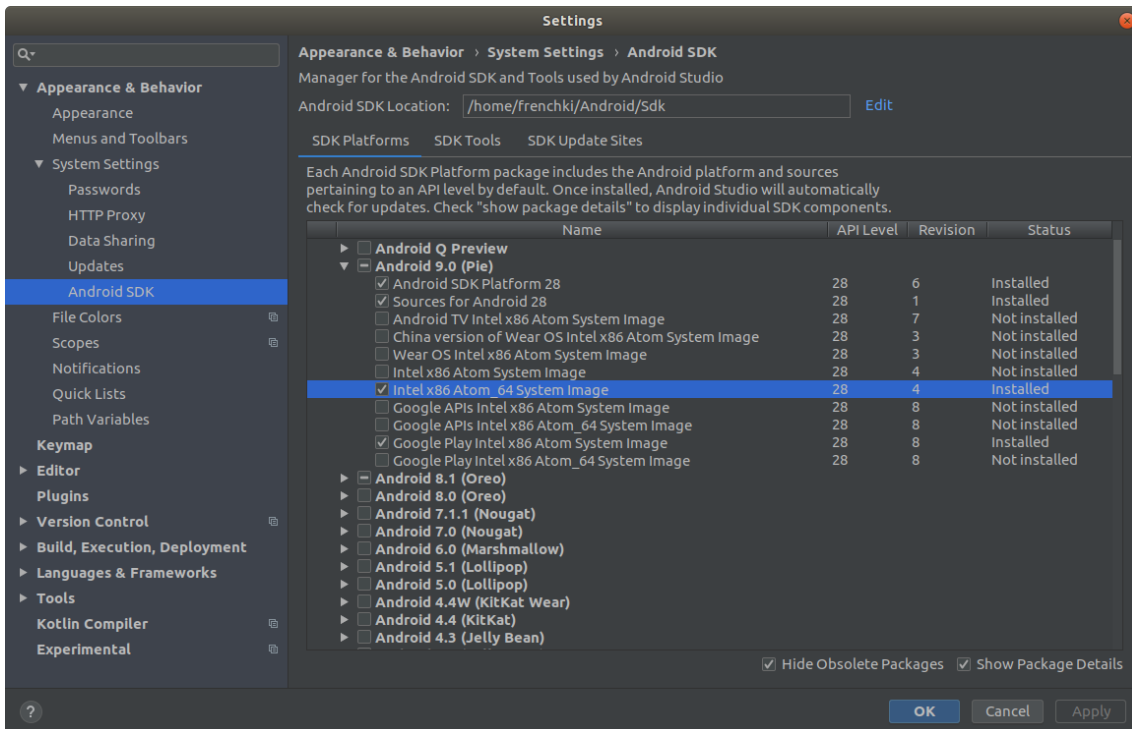 Settings
Appearance & Behavior
Appearance
Menus and Toolbars
System Settings
Passwords
HTTP Proxy
Data Sharing
Updates
Android SDK
File Colors
Scopes
Notifications
Quick Lists
Path Variables
Keymap
Editor
Plugins
Version Control
Build, Execution, Deployment
Languages & Frameworks
Tools
Kotlin Compiler
Experimental
Appearance & Behavior › System Settings › Android SDK
Manager for the Android SDK and Tools used by Android Studio
Android SDK Location: /home/frenchki/Android/Sdk Edit
SDK Platforms SDK Tools SDK Update Sites
Each Android SDK Platform package includes the Android platform and sources
pertaining to an API level by default. Once installed, Android Studio will automatically
check for updates. Check "show package details" to display individual SDK components.
Name API Level Revision Status
Android Q Preview
Android 9.0 (Pie)
Android SDK Platform 28 28 6 Installed
Sources for Android 28 28 1 Installed
Android TV Intel x86 Atom System Image 28 7 Not installed
China version of Wear OS Intel x86 Atom System Image 28 3 Not installed
Wear OS Intel x86 Atom System Image 28 3 Not installed
Intel x86 Atom System Image 28 4 Not installed
Intel x86 Atom_64 System Image 28 4 Installed
Google APIs Intel x86 Atom System Image 28 8 Not installed
Google APIs Intel x86 Atom_64 System Image 28 8 Not installed
Google Play Intel x86 Atom System Image 28 8 Installed
Google Play Intel x86 Atom_64 System Image 28 8 Not installed
Android 8.1 (Oreo)
Android 8.0 (Oreo)
Android 7.1.1 (Nougat)
Android 7.0 (Nougat)
Android 6.0 (Marshmallow)
Android 5.1 (Lollipop)
Android 5.0 (Lollipop)
Android 4.4W (KitKat Wear)
Android 4.4 (KitKat)
Android 4.3 (Jelly Bean)
Hide Obsolete Packages Show Package Details
? OK Cancel Apply